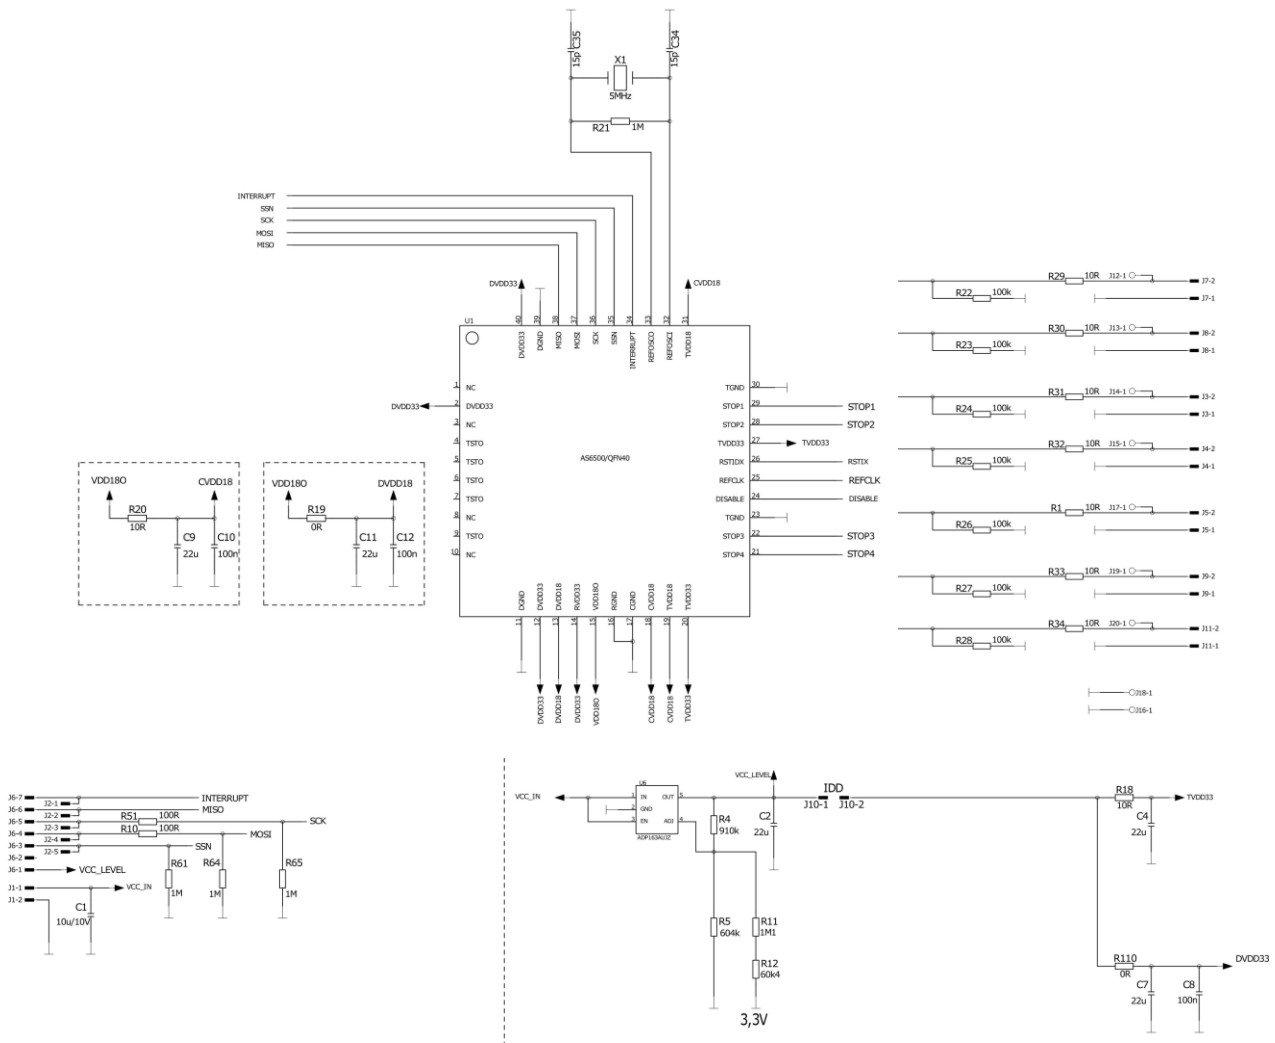 15p C35
15p C34
X1
5MHz
R21
1M
INTERRUPT
SSN
SCK
MOSI
MISO
DVDD33
CVDD18
U1
40 39 38 37 36 35 34 33 32 31
DVDD33 DGND MISO MOSI SCK SSN INTERRUPT REFOSCO REFOSCI TVDD18
1 NC
DVDD33 2 DVDD33
3 NC
4 TSTO
5 TSTO
6 TSTO
7 TSTO
8 NC
9 TSTO
10 NC
AS6500/QFN40
TGND 30
STOP1 29 STOP1
STOP2 28 STOP2
TVDD33 27 TVDD33
RSTIDX 26 RSTIX
REFCLK 25 REFCLK
DISABLE 24 DISABLE
TGND 23
STOP3 22 STOP3
STOP4 21 STOP4
DGND DVDD33 DVDD18 RVDD33 VDD18O RGND CGND CVDD18 TVDD18 TVDD33
11 12 13 14 15 16 17 18 19 20
DVDD33 DVDD18 DVDD33 VDD18O CVDD18 CVDD18 TVDD33
VDD18O CVDD18
R20
10R
C9 C10
22u 100n
VDD18O DVDD18
R19
0R
C11 C12
22u 100n
R29 10R J12-1 J7-2
R22 100k J7-1
R30 10R J13-1 J8-2
R23 100k J8-1
R31 10R J14-1 J3-2
R24 100k J3-1
R32 10R J15-1 J4-2
R25 100k J4-1
R1 10R J17-1 J5-2
R26 100k J5-1
R33 10R J19-1 J9-2
R27 100k J9-1
R34 10R J20-1 J11-2
R28 100k J11-1
J18-1
J16-1
J6-7 INTERRUPT
J2-1
J6-6 MISO
J2-2
J6-5 R51 100R SCK
J2-3
J6-4 R10 100R MOSI
J2-4
J6-3 SSN
J2-5
J6-2
J6-1 VCC_LEVEL
J1-1 VCC_IN
J1-2
R61 R64 R65
1M 1M 1M
C1
10u/10V
VCC_IN
U6
1 IN OUT 5
2 GND
3 EN ADJ 4
ADP163AUJZ
VCC_LEVEL
IDD
J10-1 J10-2
R4
910k
C2
22u
R5
604k
R11
1M1
R12
60k4
3,3V
R18
10R
TVDD33
C4
22u
R110
0R
DVDD33
C7 C8
22u 100n